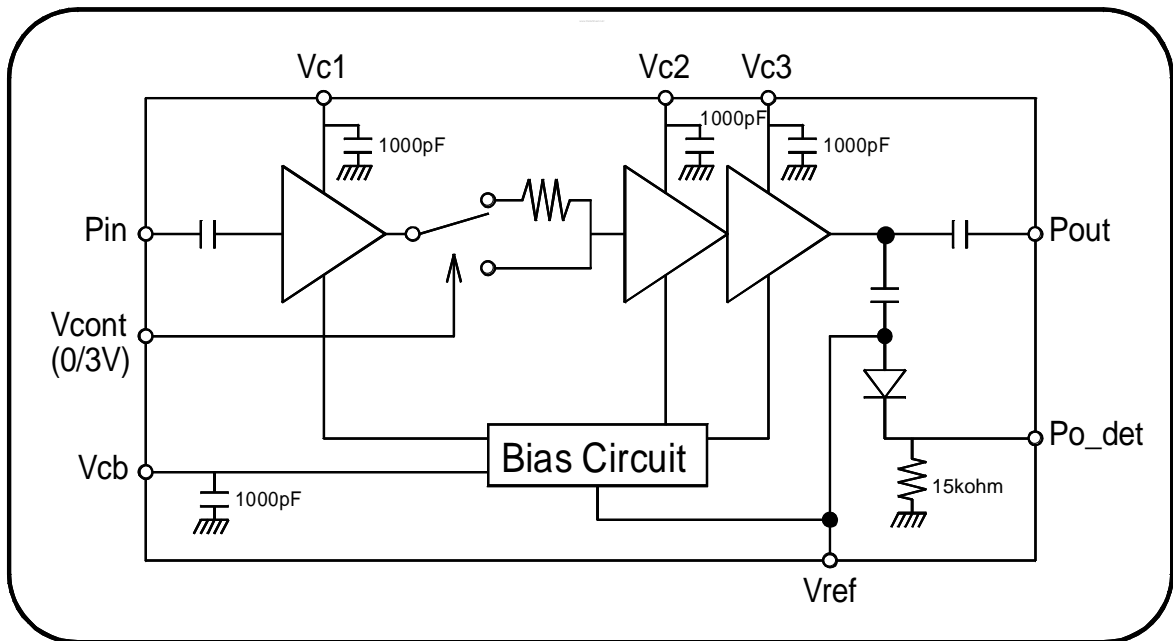 Vc1
Vc2
Vc3
1000pF
1000pF
1000pF
Pin
Pout
Vcont
(0/3V)
Bias Circuit
Po_det
Vcb
1000pF
15kohm
Vref